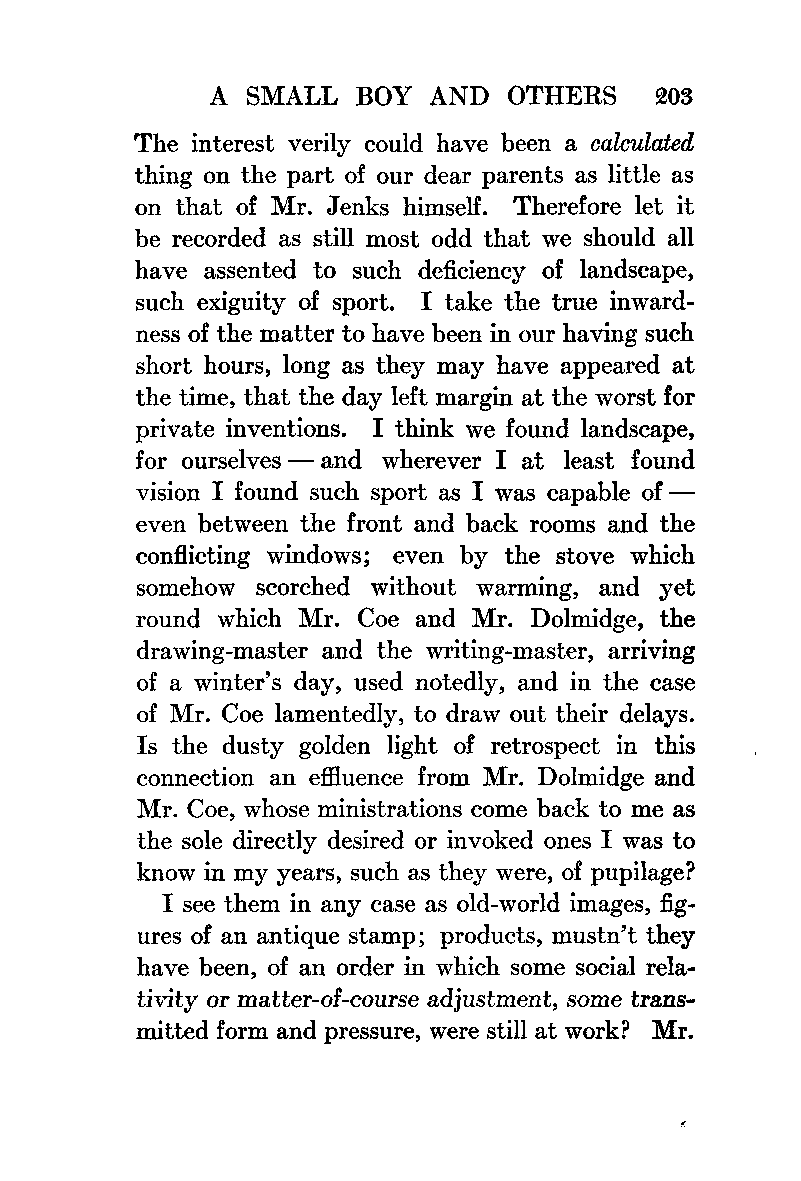 A SMALL BOY AND OTHERS 203
The interest verily could have been a calculated
thing on the part of our dear parents as little as
on that of Mr. Jenks himself. Therefore let it
be recorded as still most odd that we should all
have assented to such deficiency of landscape,
such exiguity of sport. I take the true inward-
ness of the matter to have been in our having such
short hours, long as they may have appeared at
the time, that the day left margin at the worst for
private inventions. I think we found landscape,
for ourselves — and wherever I at least found
vision I found such sport as I was capable of —
even between the front and back rooms and the
conflicting windows; even by the stove which
somehow scorched without warming, and yet
round which Mr. Coe and Mr. Dolmidge, the
drawing-master and the writing-master, arriving
of a winter's day, used notedly, and in the case
of Mr. Coe lamentedly, to draw out their delays.
Is the dusty golden light of retrospect in this
connection an effluence from Mr. Dolmidge and
Mr. Coe, whose ministrations come back to me as
the sole directly desired or invoked ones I was to
know in my years, such as they were, of pupilage?
I see them in any case as old-world images, fig-
ures of an antique stamp; products, mustn't they
have been, of an order in which some social rela-
tivity or matter-of-course adjustment, some trans-
mitted form and pressure, were still at work? Mr.